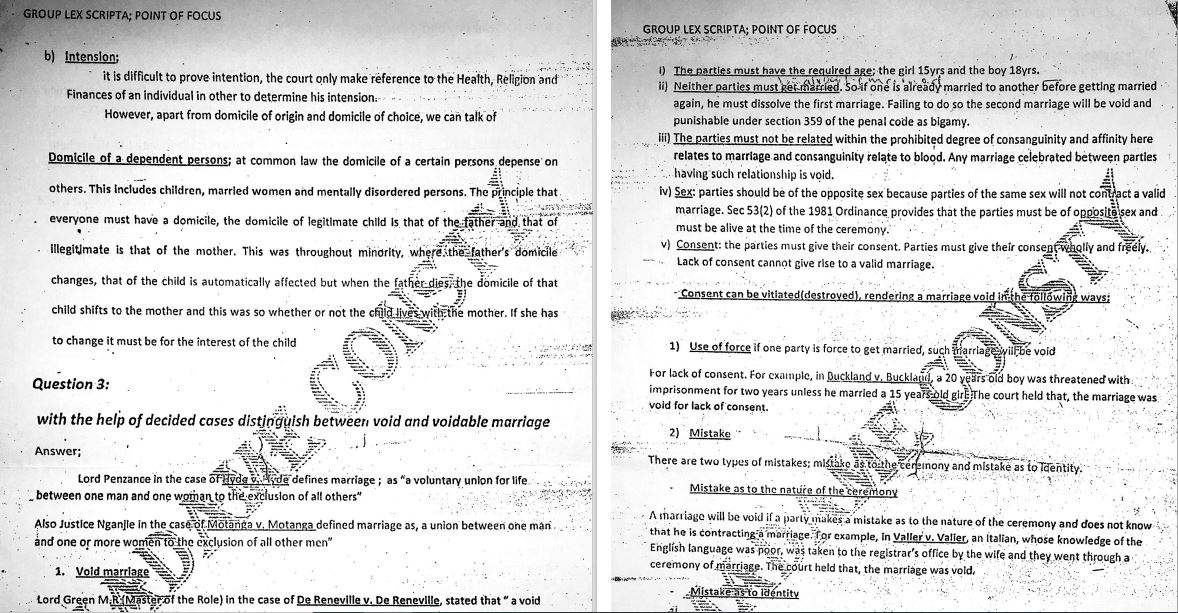 GROUP LEX SCRIPTA; POINT OF FOCUS
b) Intension;
it is difficult to prove intention, the court only make reference to the Health, Religion and
Finances of an individual in other to determine his intension.
However, apart from domicile of origin and domicile of choice, we can talk of
Domicile of a dependent persons; at common law the domicile of a certain persons depense on
others. This includes children, married women and mentally disordered persons. The principle that
everyone must have a domicile, the domicile of legitimate child is that of the father and that of
illegitimate is that of the mother. This was throughout minority, where the father's domicile
changes, that of the child is automatically affected but when the father dies, the domicile of that
child shifts to the mother and this was so whether or not the child lives with the mother. If she has
to change it must be for the interest of the child
Question 3:
with the help of decided cases distinguish between void and voidable marriage
Answer;
Lord Penzance in the case of Hyde v. Hyde defines marriage ; as "a voluntary union for life
between one man and one woman to the exclusion of all others"
Also Justice Nganjie in the case of Motanga v. Motanga defined marriage as, a union between one man
and one or more women to the exclusion of all other men"
1. Void marriage
Lord Green M.R (Master of the Role) in the case of De Reneville v. De Reneville, stated that " a void
GROUP LEX SCRIPTA; POINT OF FOCUS
i) The parties must have the required age; the girl 15yrs and the boy 18yrs.
ii) Neither parties must get married. So if one is already married to another before getting married
again, he must dissolve the first marriage. Failing to do so the second marriage will be void and
punishable under section 359 of the penal code as bigamy.
iii) The parties must not be related within the prohibited degree of consanguinity and affinity here
relates to marriage and consanguinity relate to blood. Any marriage celebrated between parties
having such relationship is void.
iv) Sex: parties should be of the opposite sex because parties of the same sex will not contract a valid
marriage. Sec 53(2) of the 1981 Ordinance provides that the parties must be of opposite sex and
must be alive at the time of the ceremony.
v) Consent: the parties must give their consent. Parties must give their consent wholly and freely.
Lack of consent cannot give rise to a valid marriage.
Consent can be vitiated(destroyed), rendering a marriage void in the following ways;
1) Use of force if one party is force to get married, such marriage will be void
For lack of consent. For example, in Buckland v. Buckland, a 20 years old boy was threatened with
imprisonment for two years unless he married a 15 years old girl. The court held that, the marriage was
void for lack of consent.
2) Mistake
There are two types of mistakes; mistake as to the ceremony and mistake as to identity.
Mistake as to the nature of the ceremony
A marriage will be void if a party makes a mistake as to the nature of the ceremony and does not know
that he is contracting a marriage. For example, in Valler v. Valier, an Italian, whose knowledge of the
English language was poor, was taken to the registrar's office by the wife and they went through a
ceremony of marriage. The court held that, the marriage was void.
Mistake as to identity